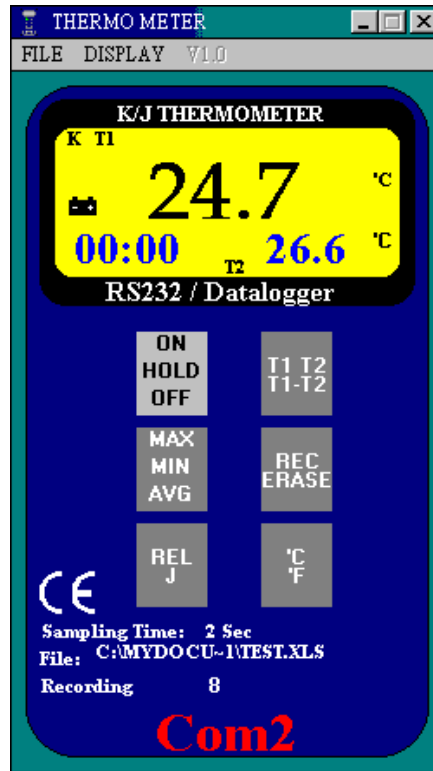 THERMO METER
FILE DISPLAY V1.0
K/J THERMOMETER
K T1
24.7 °C
00:00 T2 26.6 °C
RS232 / Datalogger
ON
HOLD
OFF
T1 T2
T1-T2
MAX
MIN
AVG
REC
ERASE
REL
J
°C
°F
CE
Sampling Time: 2 Sec
File: C:\MYDOCU~1\TEST.XLS
Recording 8
Com2